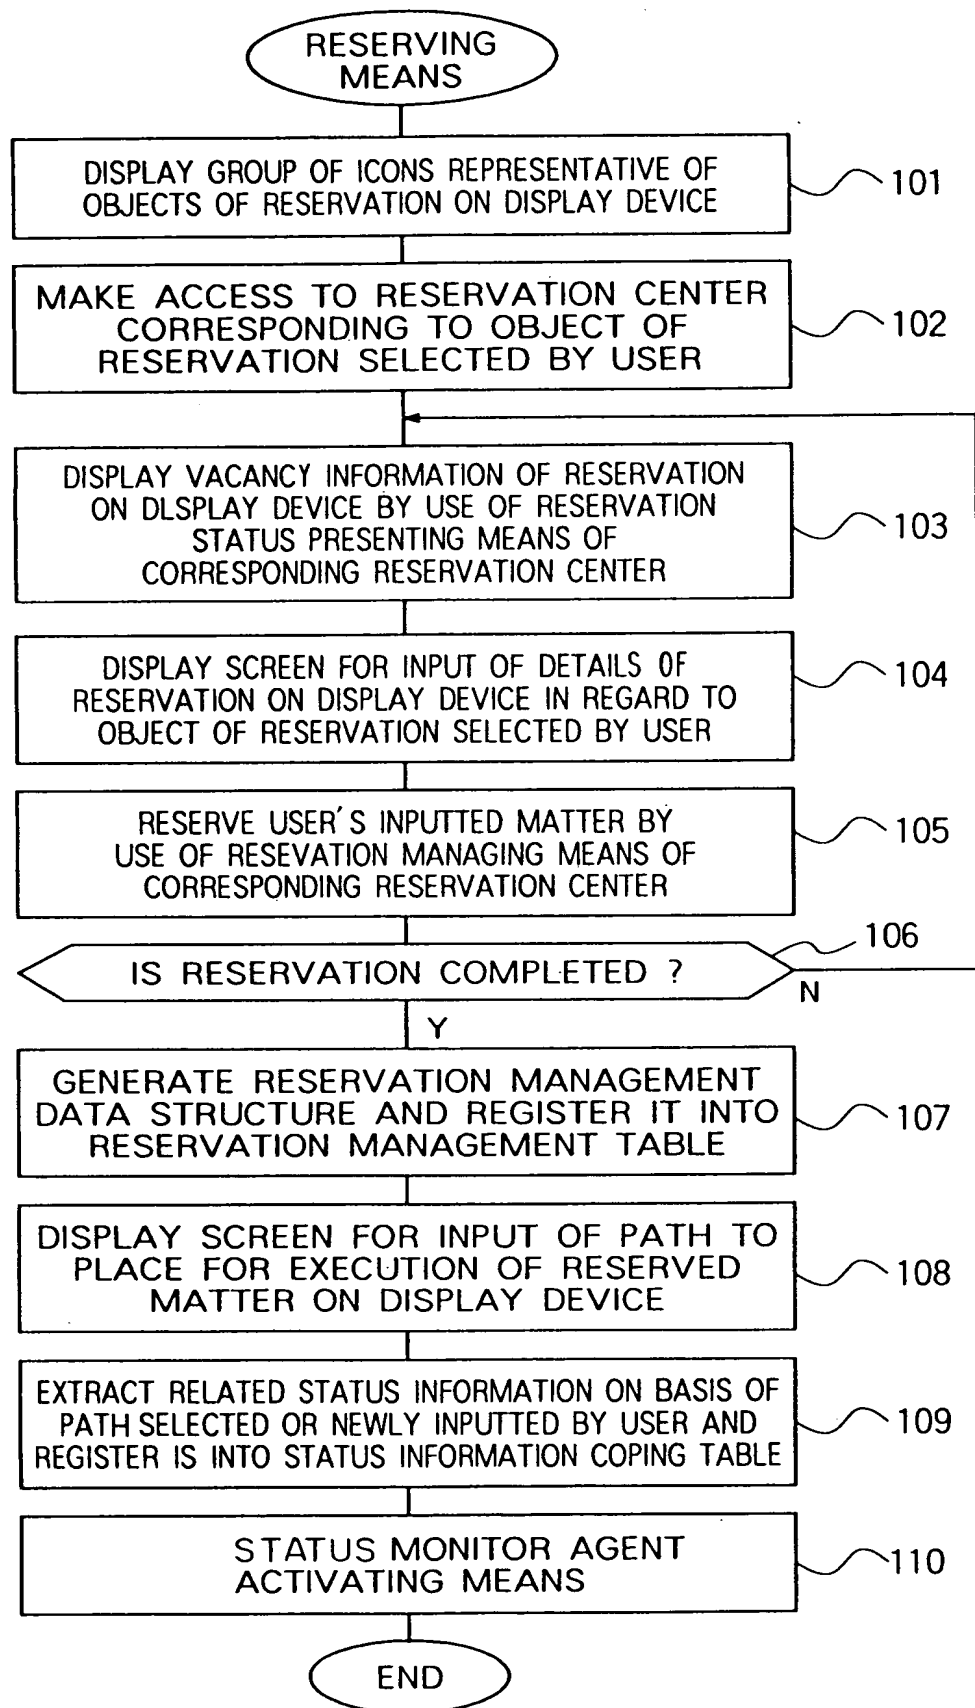 RESERVING
MEANS
DISPLAY GROUP OF ICONS REPRESENTATIVE OF
OBJECTS OF RESERVATION ON DISPLAY DEVICE
101
MAKE ACCESS TO RESERVATION CENTER
CORRESPONDING TO OBJECT OF
RESERVATION SELECTED BY USER
102
DISPLAY VACANCY INFORMATION OF RESERVATION
ON DLSPLAY DEVICE BY USE OF RESERVATION
STATUS PRESENTING MEANS OF
CORRESPONDING RESERVATION CENTER
103
DISPLAY SCREEN FOR INPUT OF DETAILS OF
RESERVATION ON DISPLAY DEVICE IN REGARD TO
OBJECT OF RESERVATION SELECTED BY USER
104
RESERVE USER'S INPUTTED MATTER BY
USE OF RESEVATION MANAGING MEANS OF
CORRESPONDING RESERVATION CENTER
105
IS RESERVATION COMPLETED ?
106
N
Y
GENERATE RESERVATION MANAGEMENT
DATA STRUCTURE AND REGISTER IT INTO
RESERVATION MANAGEMENT TABLE
107
DISPLAY SCREEN FOR INPUT OF PATH TO
PLACE FOR EXECUTION OF RESERVED
MATTER ON DISPLAY DEVICE
108
EXTRACT RELATED STATUS INFORMATION ON BASIS OF
PATH SELECTED OR NEWLY INPUTTED BY USER AND
REGISTER IS INTO STATUS INFORMATION COPING TABLE
109
STATUS MONITOR AGENT
ACTIVATING MEANS
110
END